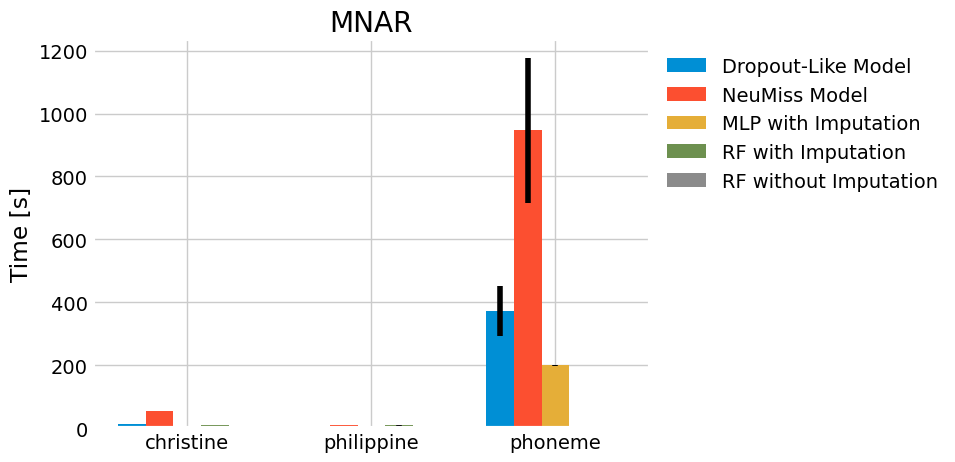 MNAR
1200
1000
800
600
400
200
0
Time [s]
christine
philippine
phoneme
Dropout-Like Model
NeuMiss Model
MLP with Imputation
RF with Imputation
RF without Imputation